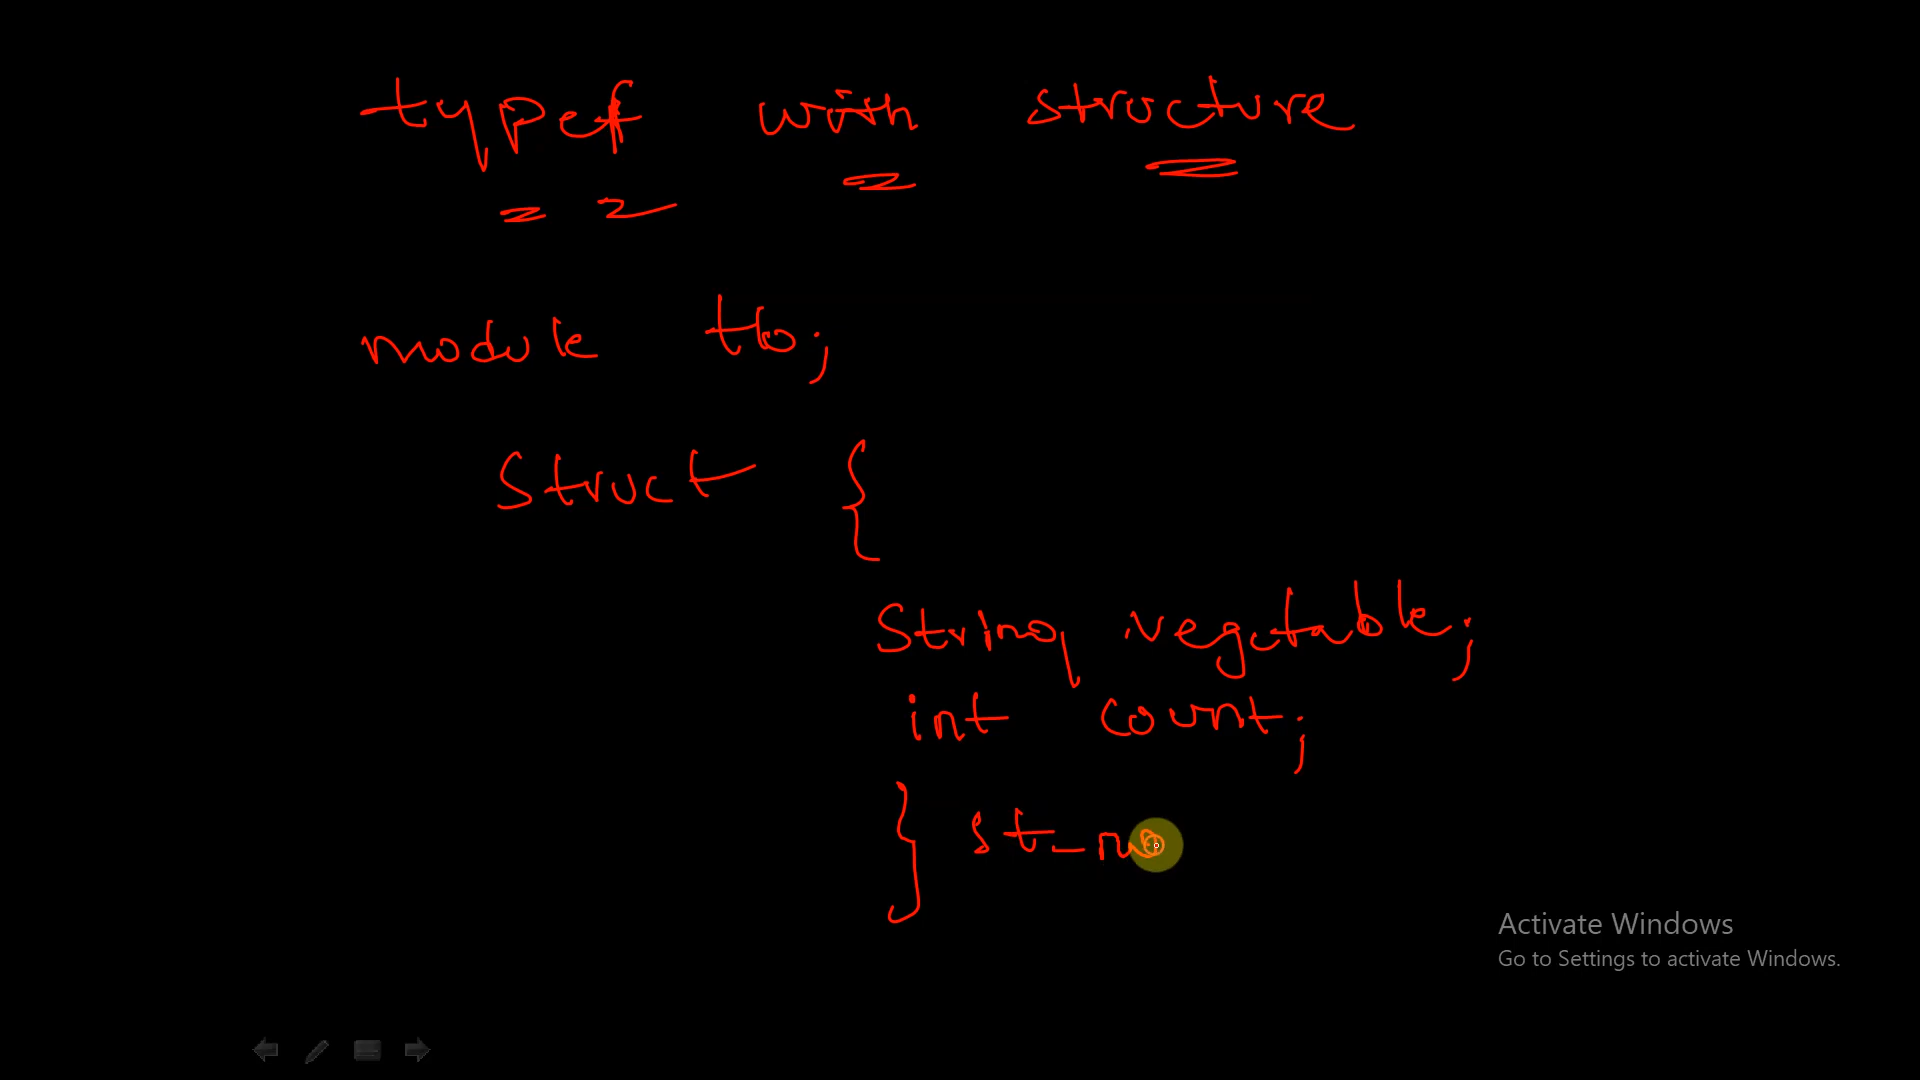 typef with structure
module tb;
struct {
string vegetable;
int count;
} st_no
Activate Windows
Go to Settings to activate Windows.